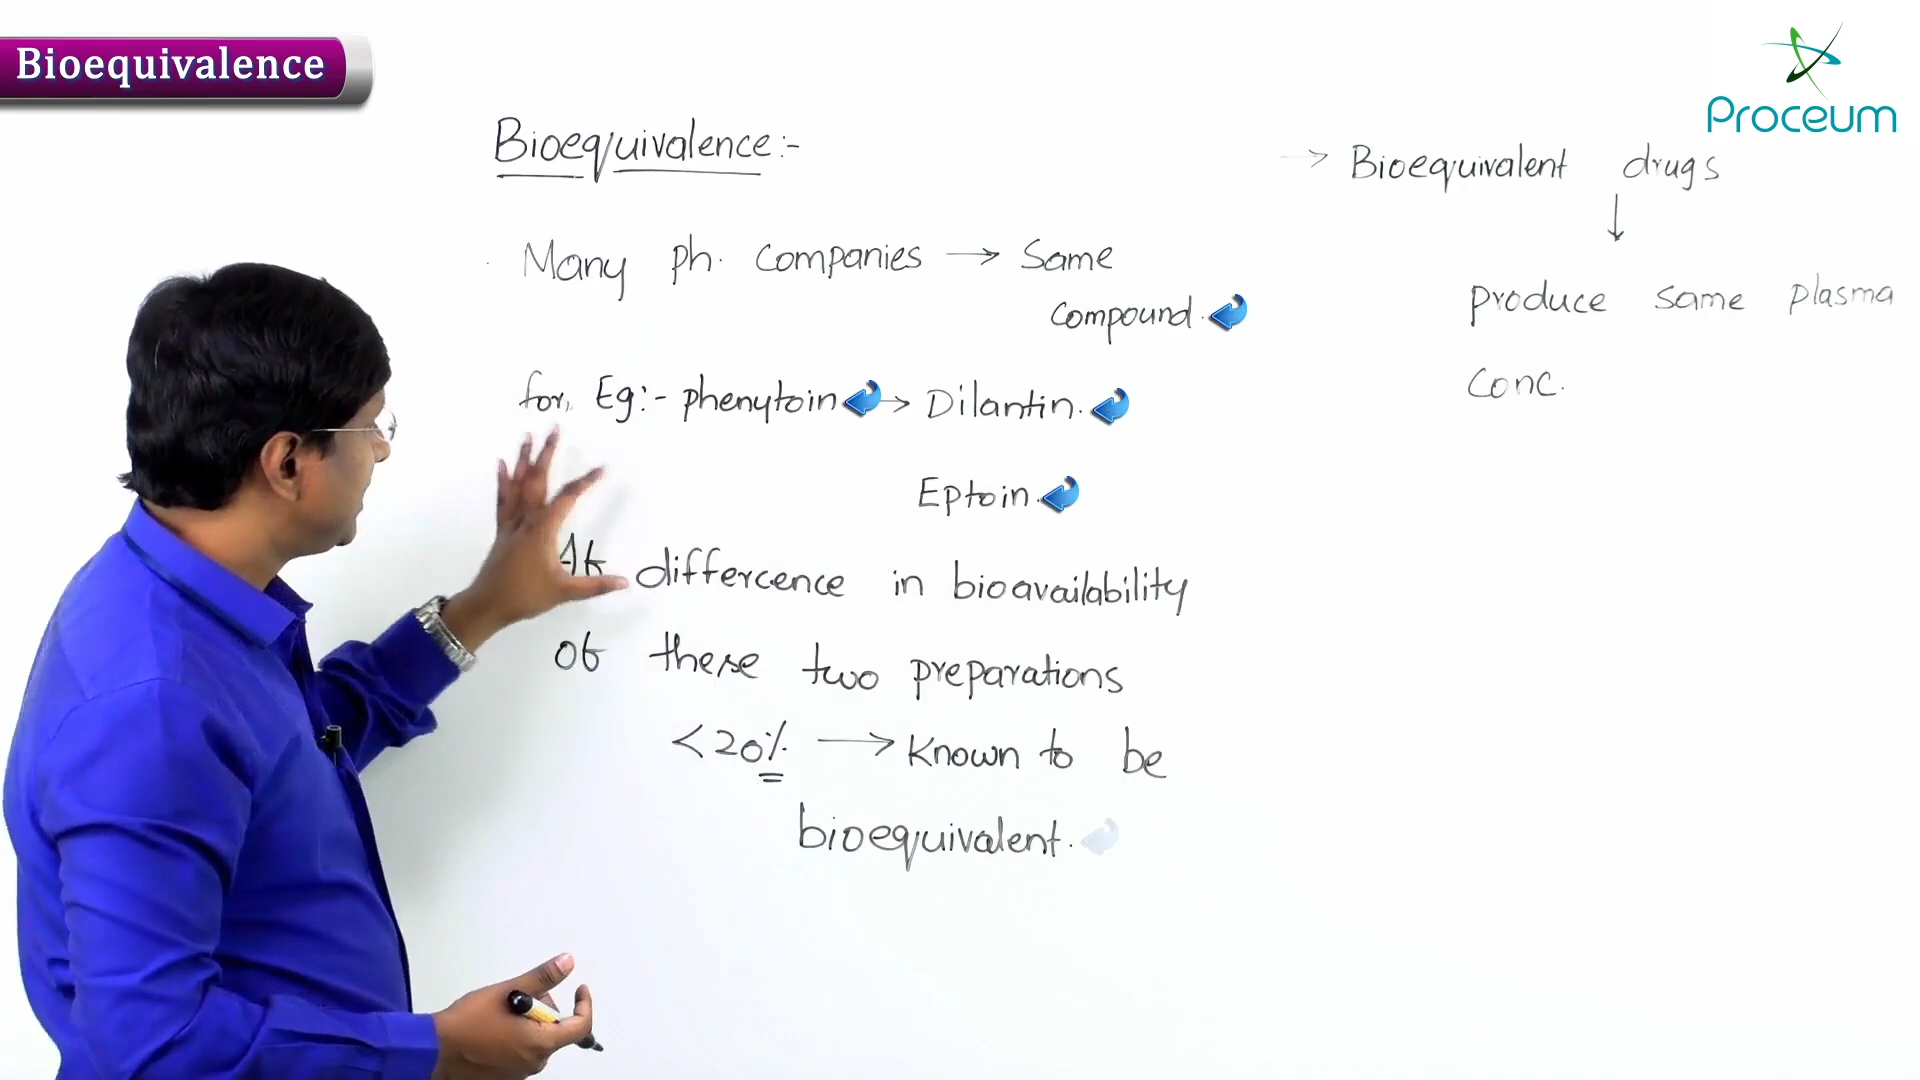 Bioequivalence
Proceum
Bioequivalence:-
Many ph. companies → Same
compound.
for, Eg:- phenytoin → Dilantin.
Eptoin.
If differcence in bioavailability
of these two preparations
<20% → Known to be
bioequivalent.
→ Bioequivalent drugs
↓
produce same plasma
Conc.